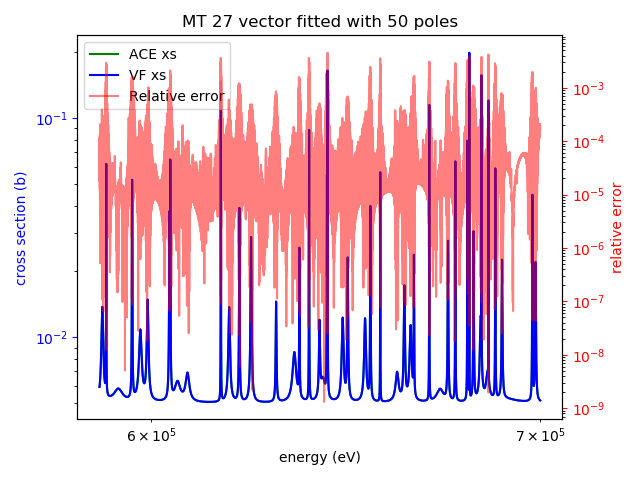 MT 27 vector fitted with 50 poles
ACE xs
VF xs
Relative error
cross section (b)
10⁻¹
10⁻²
relative error
10⁻³
10⁻⁴
10⁻⁵
10⁻⁶
10⁻⁷
10⁻⁸
10⁻⁹
6 × 10⁵
7 × 10⁵
energy (eV)